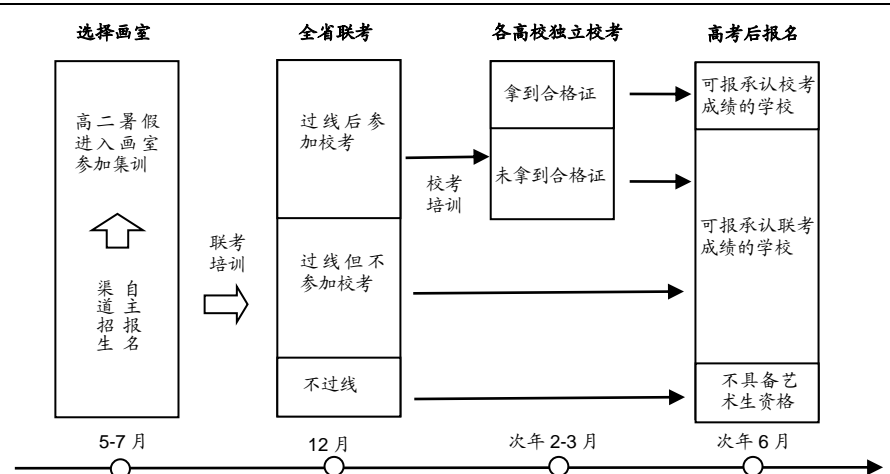 选择画室
全省联考
各高校独立校考
高考后报名
高二暑假
进入画室
参加集训
渠道招生
自主报名
联考
培训
过线后参
加校考
过线但不
参加校考
不过线
校考
培训
拿到合格证
未拿到合格证
可报承认校考
成绩的学校
可报承认联考
成绩的学校
不具备艺
术生资格
5-7 月
12 月
次年 2-3 月
次年 6 月